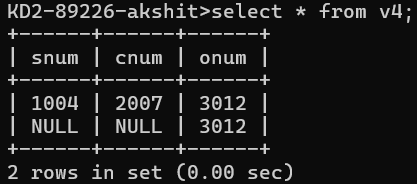 KD2-89226-akshit>select * from v4;
+------+------+------+
| snum | cnum | onum |
+------+------+------+
| 1004 | 2007 | 3012 |
| NULL | NULL | 3012 |
+------+------+------+
2 rows in set (0.00 sec)